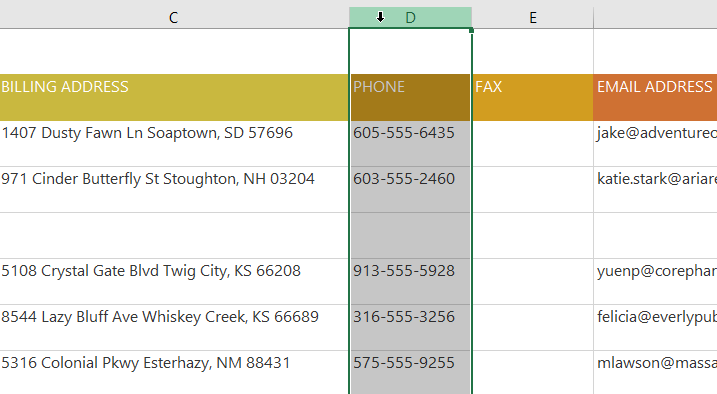 C D E
BILLING ADDRESS PHONE FAX EMAIL ADDRESS
1407 Dusty Fawn Ln Soaptown, SD 57696 605-555-6435 jake@adventure
971 Cinder Butterfly St Stoughton, NH 03204 603-555-2460 katie.stark@ariare
5108 Crystal Gate Blvd Twig City, KS 66208 913-555-5928 yuenp@corephar
8544 Lazy Bluff Ave Whiskey Creek, KS 66689 316-555-3256 felicia@everlypub
5316 Colonial Pkwy Esterhazy, NM 88431 575-555-9255 mlawson@massa